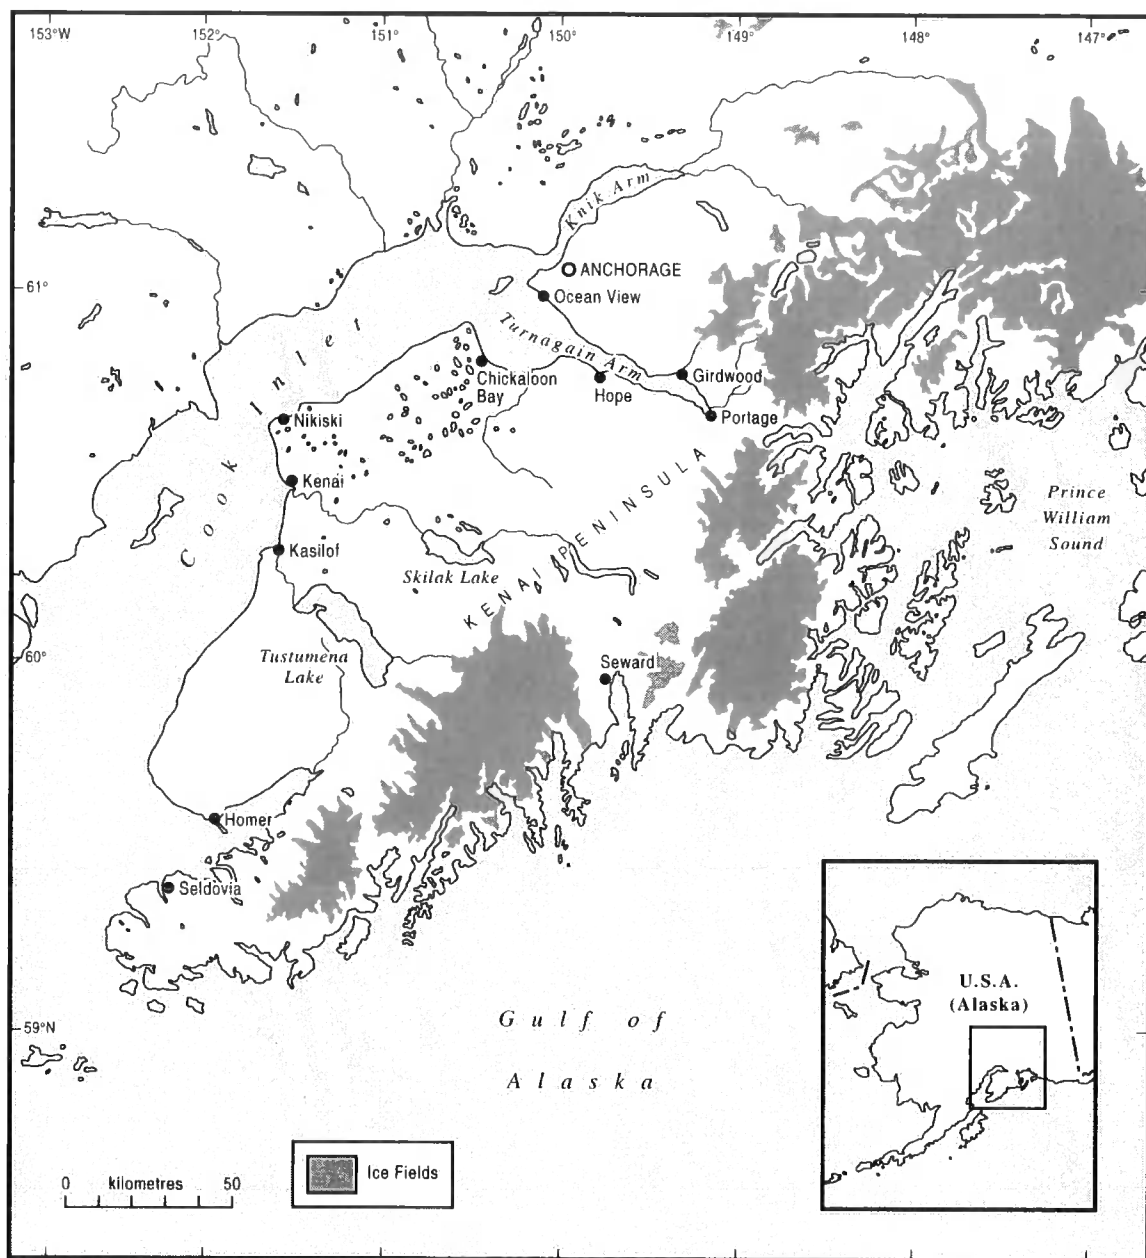 153°W 152° 151° 150° 149° 148° 147°
Knik Arm
ANCHORAGE
61°
Ocean View
Cook Inlet
Turnagain Arm
Chickaloon
Bay
Hope
Girdwood
Portage
Nikiski
Kenai
KENAI PENINSULA
Prince
William
Sound
Kasilof
Skilak Lake
60°
Tustumena
Lake
Seward
Homer
Seldovia
U.S.A.
(Alaska)
59°N
Gulf of
Alaska
0 kilometres 50
Ice Fields